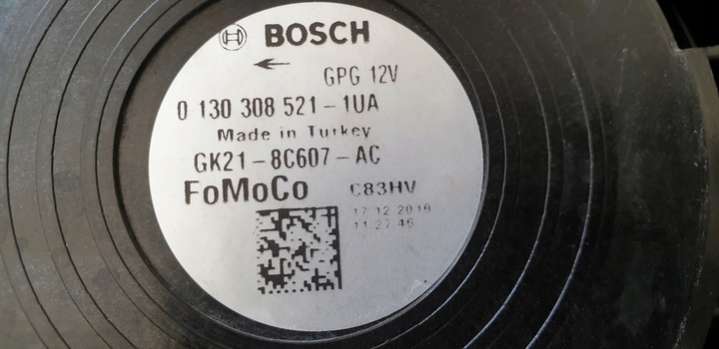 BOSCH
GPG 12V
0 130 308 521-1UA
Made in Turkey
GK21-8C607-AC
FoMoCo C83HV
17.12.2018
11:27:46